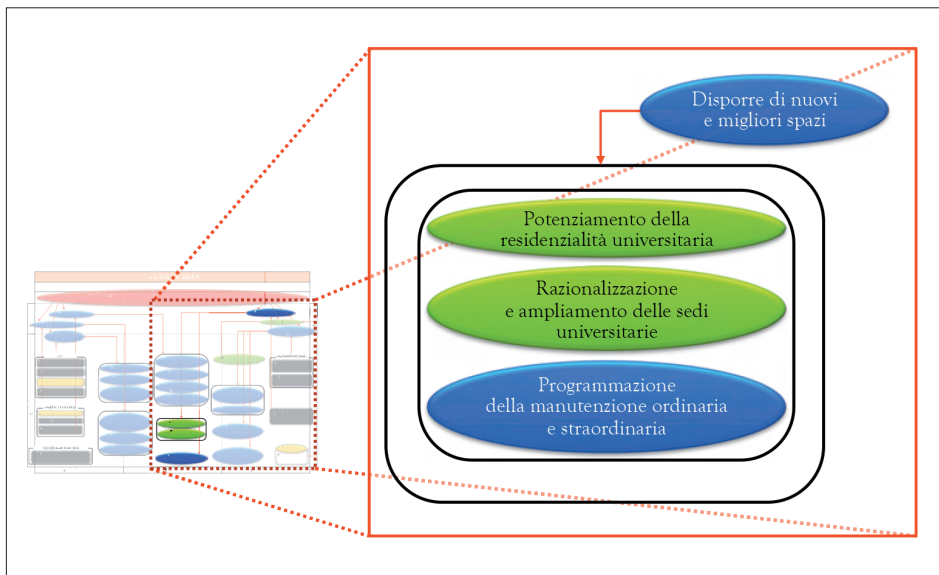 Disporre di nuovi
e migliori spazi
Potenziamento della
residenzialità universitaria
Razionalizzazione
e ampliamento delle sedi
universitarie
Programmazione
della manutenzione ordinaria
e straordinaria